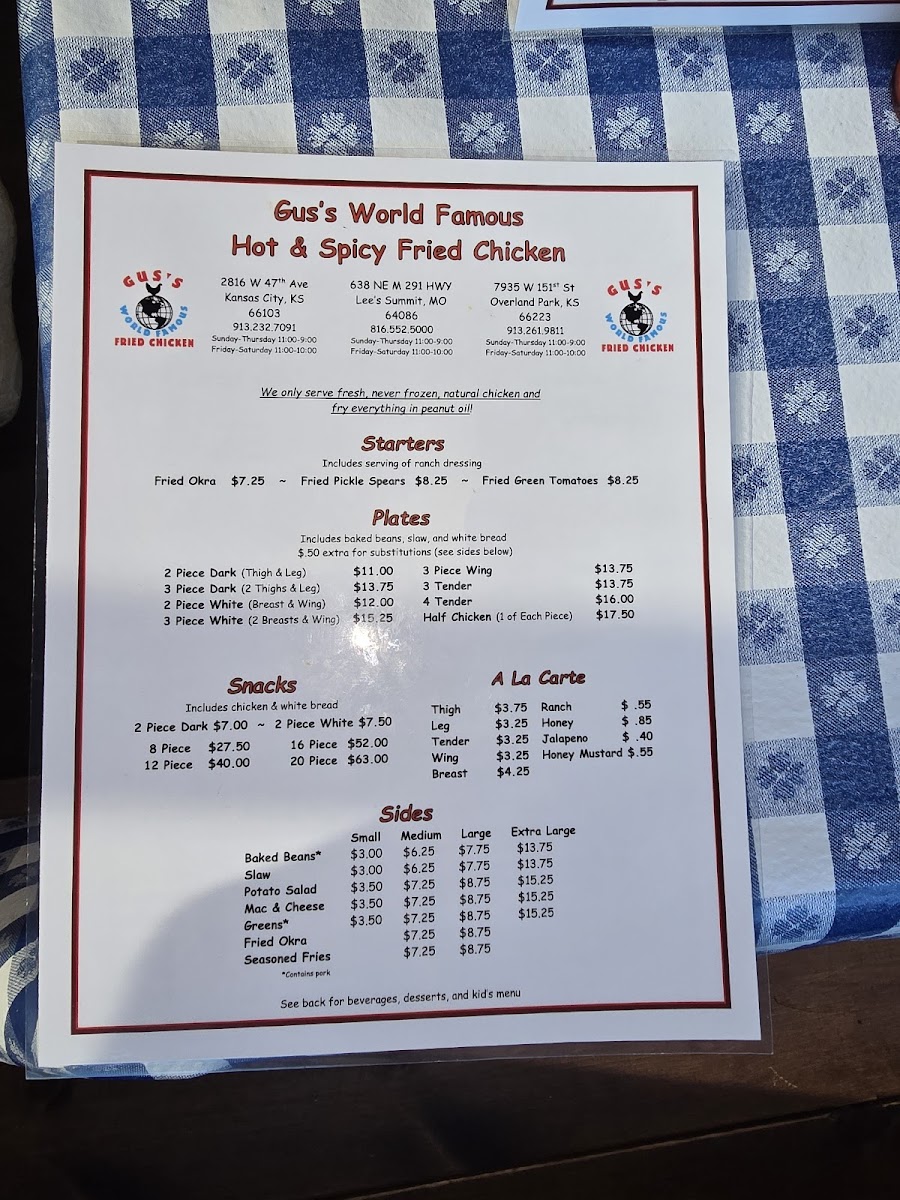 Gus's World Famous
Hot & Spicy Fried Chicken
GUS'S
WORLD FAMOUS
FRIED CHICKEN
2816 W 47th Ave
Kansas City, KS
66103
913.232.7091
Sunday-Thursday 11:00-9:00
Friday-Saturday 11:00-10:00
638 NE M 291 HWY
Lee's Summit, MO
64086
816.552.5000
Sunday-Thursday 11:00-9:00
Friday-Saturday 11:00-10:00
7935 W 151st St
Overland Park, KS
66223
913.261.9811
Sunday-Thursday 11:00-9:00
Friday-Saturday 11:00-10:00
GUS'S
WORLD FAMOUS
FRIED CHICKEN
We only serve fresh, never frozen, natural chicken and
fry everything in peanut oil!
Starters
Includes serving of ranch dressing
Fried Okra $7.25 ~ Fried Pickle Spears $8.25 ~ Fried Green Tomatoes $8.25
Plates
Includes baked beans, slaw, and white bread
$.50 extra for substitutions (see sides below)
2 Piece Dark (Thigh & Leg) $11.00
3 Piece Dark (2 Thighs & Leg) $13.75
2 Piece White (Breast & Wing) $12.00
3 Piece White (2 Breasts & Wing) $15.25
3 Piece Wing $13.75
3 Tender $13.75
4 Tender $16.00
Half Chicken (1 of Each Piece) $17.50
Snacks
Includes chicken & white bread
2 Piece Dark $7.00 ~ 2 Piece White $7.50
8 Piece $27.50 16 Piece $52.00
12 Piece $40.00 20 Piece $63.00
A La Carte
Thigh $3.75 Ranch $ .55
Leg $3.25 Honey $ .85
Tender $3.25 Jalapeno $ .40
Wing $3.25 Honey Mustard $.55
Breast $4.25
Sides
Small Medium Large Extra Large
Baked Beans* $3.00 $6.25 $7.75 $13.75
Slaw $3.00 $6.25 $7.75 $13.75
Potato Salad $3.50 $7.25 $8.75 $15.25
Mac & Cheese $3.50 $7.25 $8.75 $15.25
Greens* $3.50 $7.25 $8.75 $15.25
Fried Okra $7.25 $8.75
Seasoned Fries $7.25 $8.75
*Contains pork
See back for beverages, desserts, and kid's menu